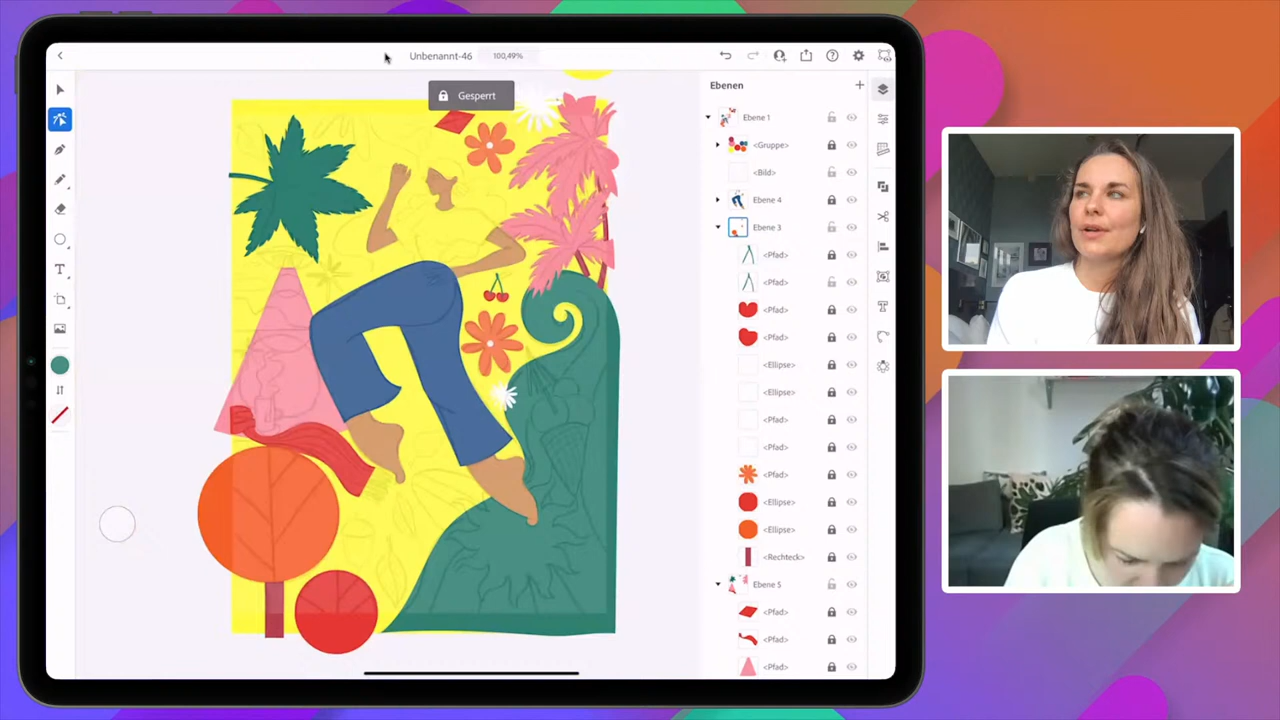 Unbenannt-46
100,49%
Gesperrt
Ebenen
Ebene 1
<Gruppe>
<Bild>
Ebene 4
Ebene 3
<Pfad>
<Pfad>
<Pfad>
<Pfad>
<Ellipse>
<Ellipse>
<Pfad>
<Pfad>
<Pfad>
<Ellipse>
<Ellipse>
<Rechteck>
Ebene 5
<Pfad>
<Pfad>
<Pfad>